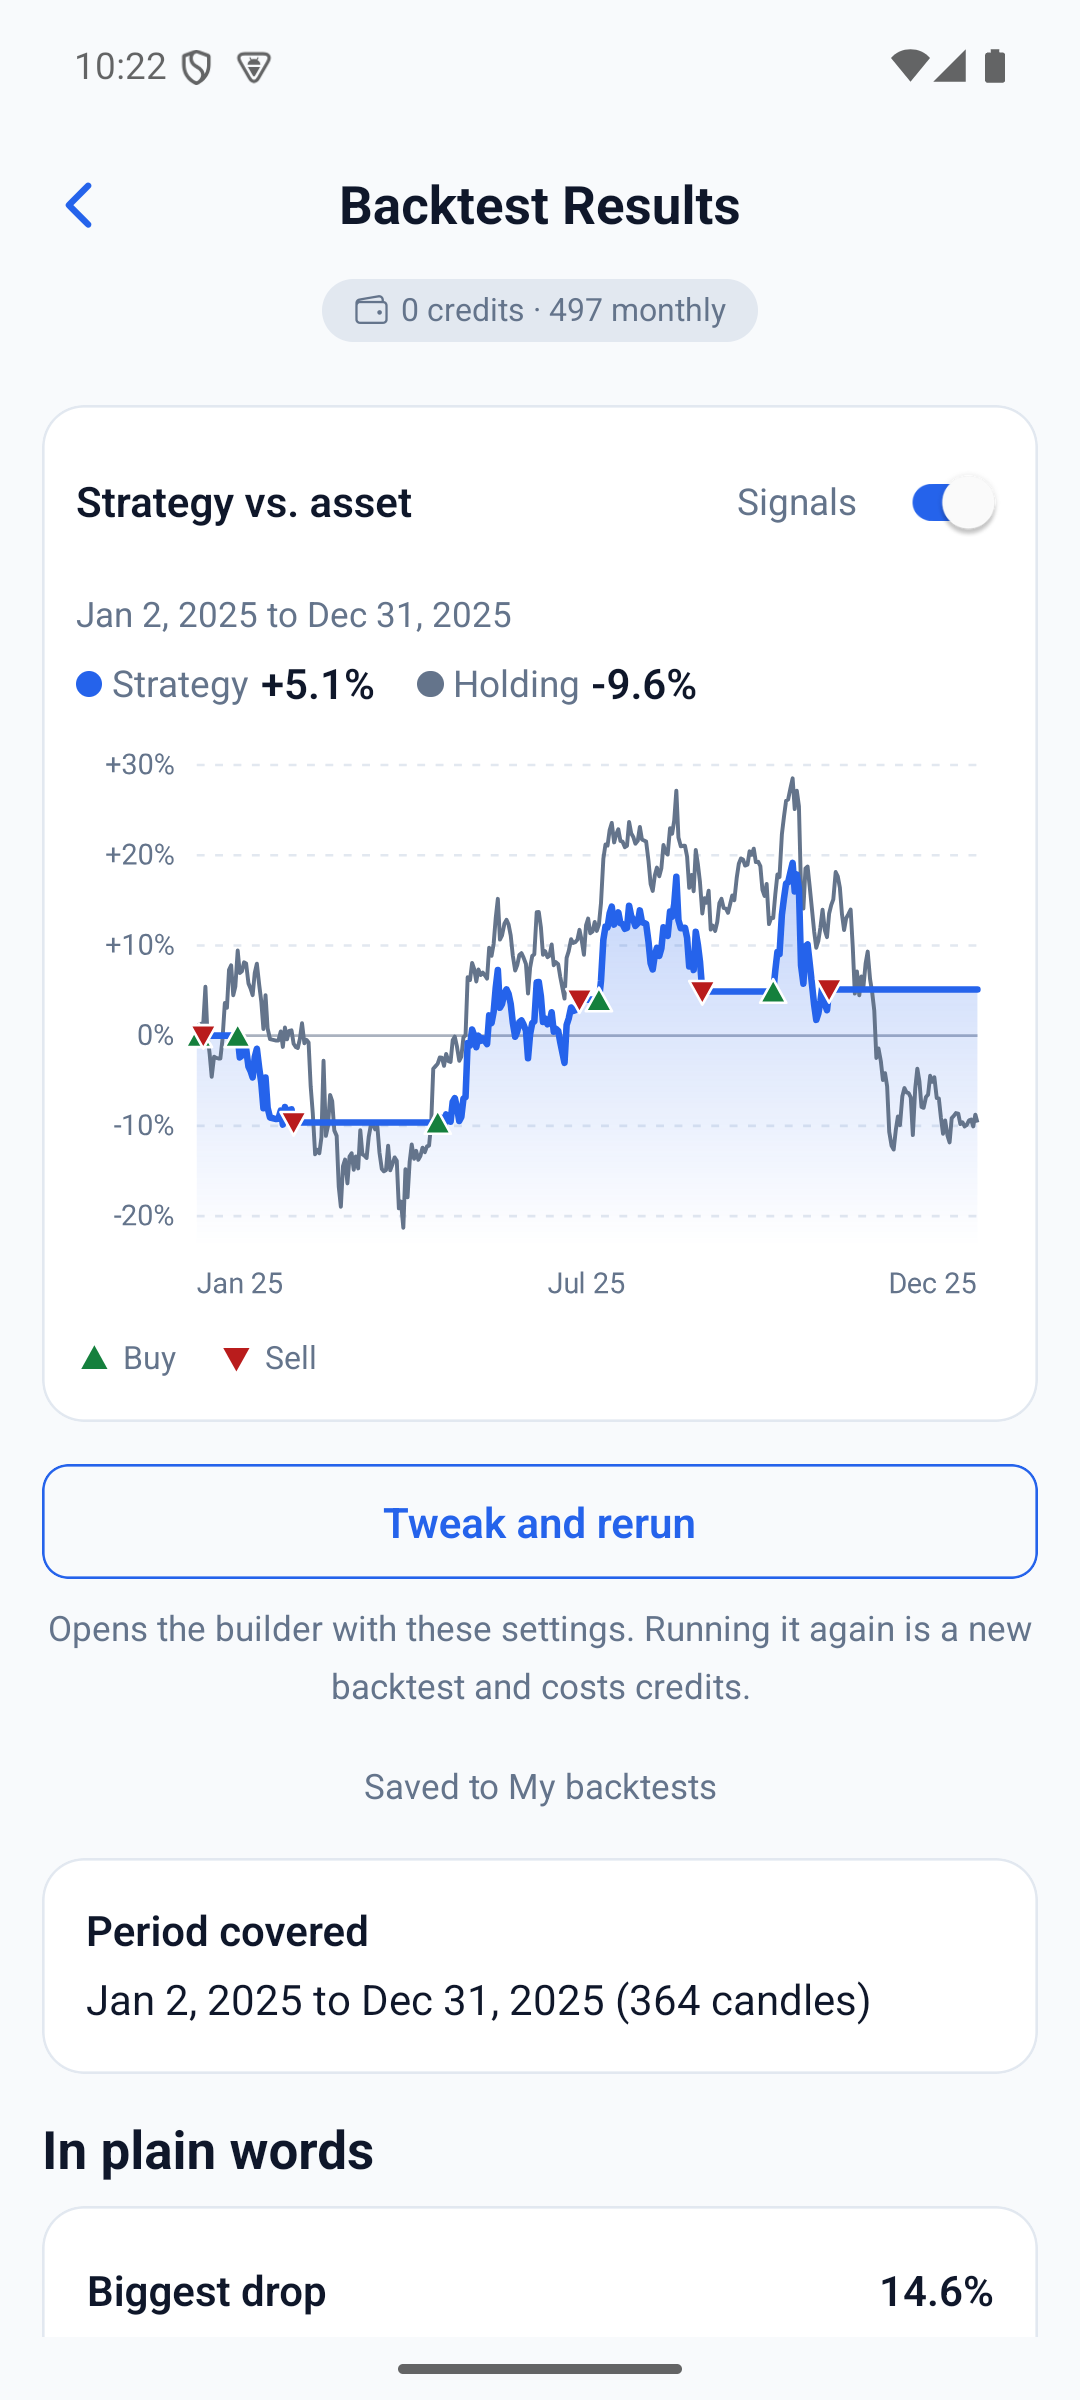 10:22
Backtest Results
0 credits · 497 monthly
Strategy vs. asset
Signals
Jan 2, 2025 to Dec 31, 2025
Strategy +5.1% Holding -9.6%
+30%
+20%
+10%
0%
-10%
-20%
Jan 25 Jul 25 Dec 25
Buy Sell
Tweak and rerun
Opens the builder with these settings. Running it again is a new
backtest and costs credits.
Saved to My backtests
Period covered
Jan 2, 2025 to Dec 31, 2025 (364 candles)
In plain words
Biggest drop 14.6%